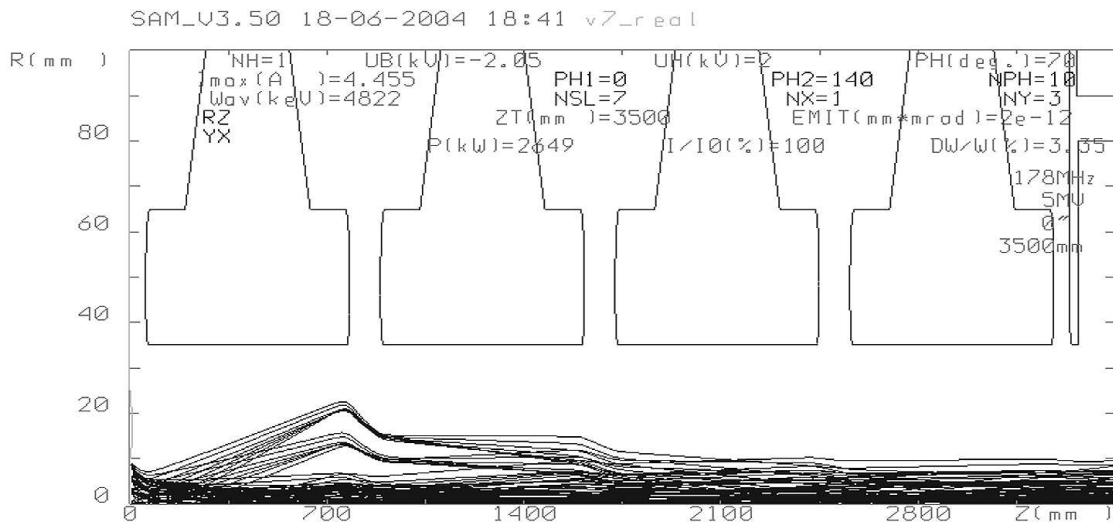 SAM_V3.50 18-06-2004 18:41 v7_real
R(mm )
NH=1 UB(kV)=-2.05 UH(kV)=2 PH(deg.)=70
max(A )=4.455 PH1=0 PH2=140 NPH=10
Wav(keV)=4822 NSL=7 NX=1 NY=3
RZ ZT(mm )=3500 EMIT(mm*mrad)=2e-12
YX
P(kW)=2649 I/I0(%)=100 DW/W(%)=3.35
178MHz
5MV
0"
3500mm
80
60
40
20
0
0 700 1400 2100 2800 Z(mm )